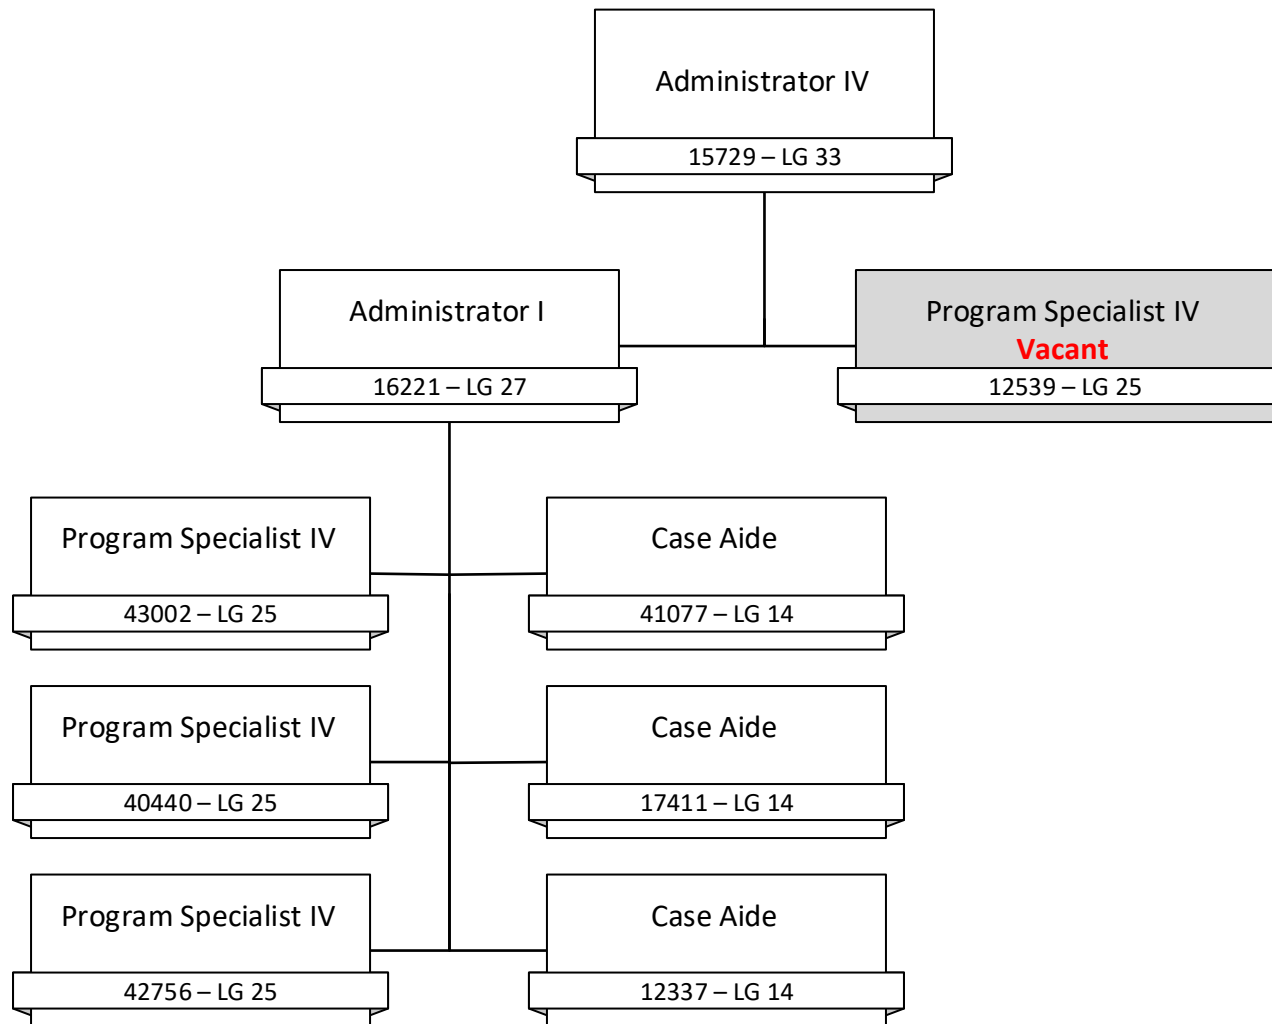 Administrator IV
15729 – LG 33
Administrator I
16221 – LG 27
Program Specialist IV
Vacant
12539 – LG 25
Program Specialist IV
43002 – LG 25
Case Aide
41077 – LG 14
Program Specialist IV
40440 – LG 25
Case Aide
17411 – LG 14
Program Specialist IV
42756 – LG 25
Case Aide
12337 – LG 14